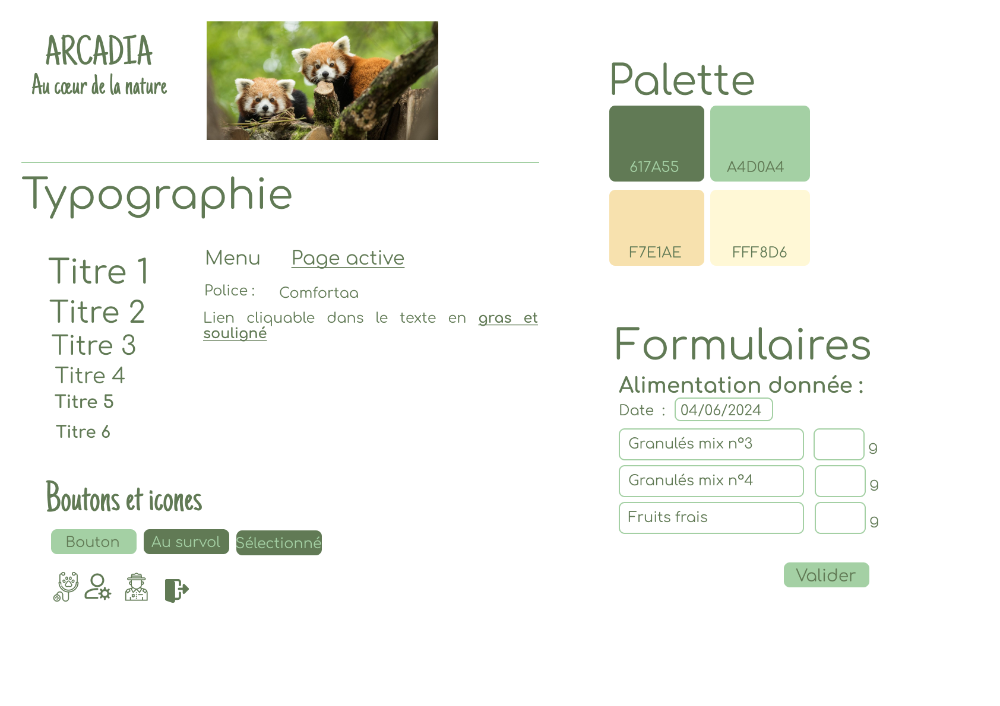 ARCADIA
Au cœur de la nature
Typographie
Titre 1
Titre 2
Titre 3
Titre 4
Titre 5
Titre 6
Menu Page active
Police : Comfortaa
Lien cliquable dans le texte en gras et
souligné
Boutons et icones
Bouton Au survol Sélectionné
Palette
617A55 A4D0A4
F7E1AE FFF8D6
Formulaires
Alimentation donnée :
Date : 04/06/2024
Granulés mix n°3 g
Granulés mix n°4 g
Fruits frais g
Valider